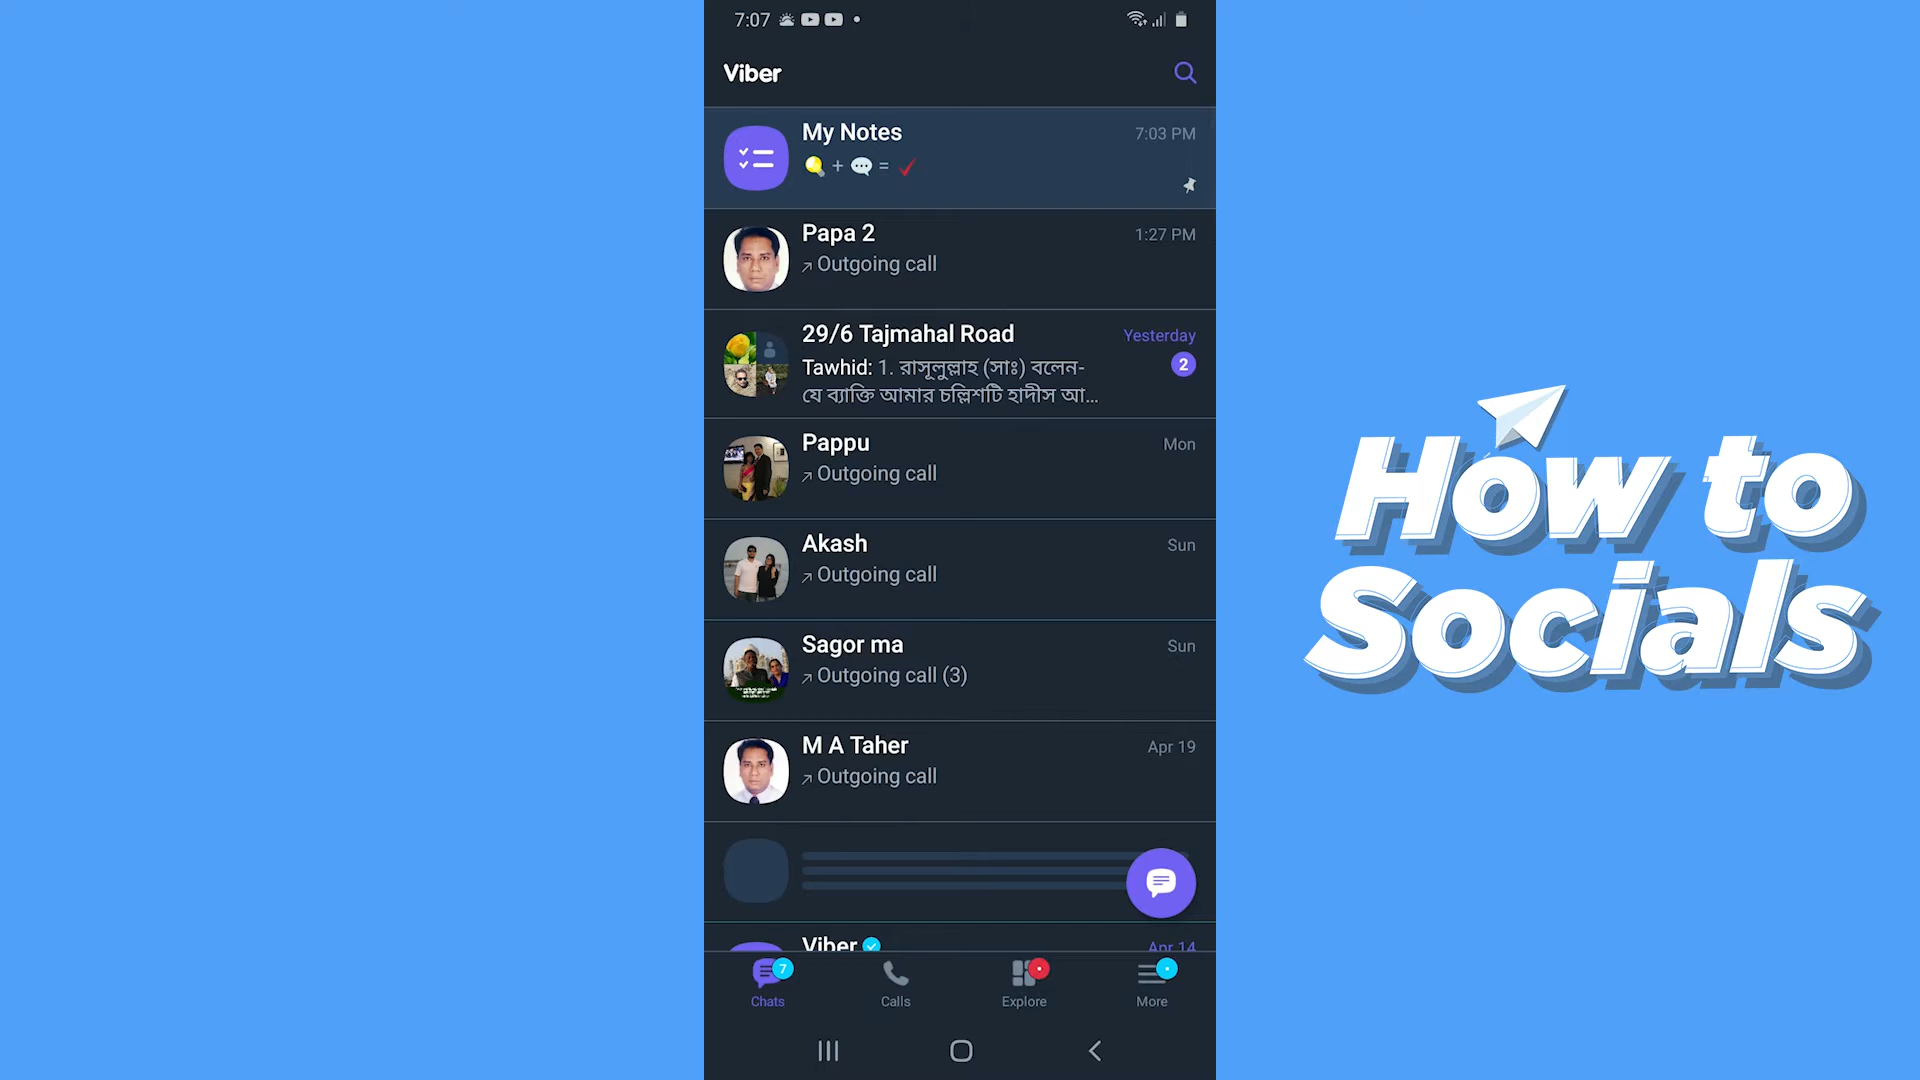 7:07
Viber
My Notes
7:03 PM
+ =
Papa 2
1:27 PM
Outgoing call
29/6 Tajmahal Road
Yesterday
Tawhid: 1. রাসূলুল্লাহ (সাঃ) বলেন-
2
যে ব্যাক্তি আমার চল্লিশটি হাদীস আ...
Pappu
Mon
Outgoing call
Akash
Sun
Outgoing call
Sagor ma
Sun
Outgoing call (3)
M A Taher
Apr 19
Outgoing call
Viber
Apr 14
7
Chats
Calls
Explore
More
How to
Socials